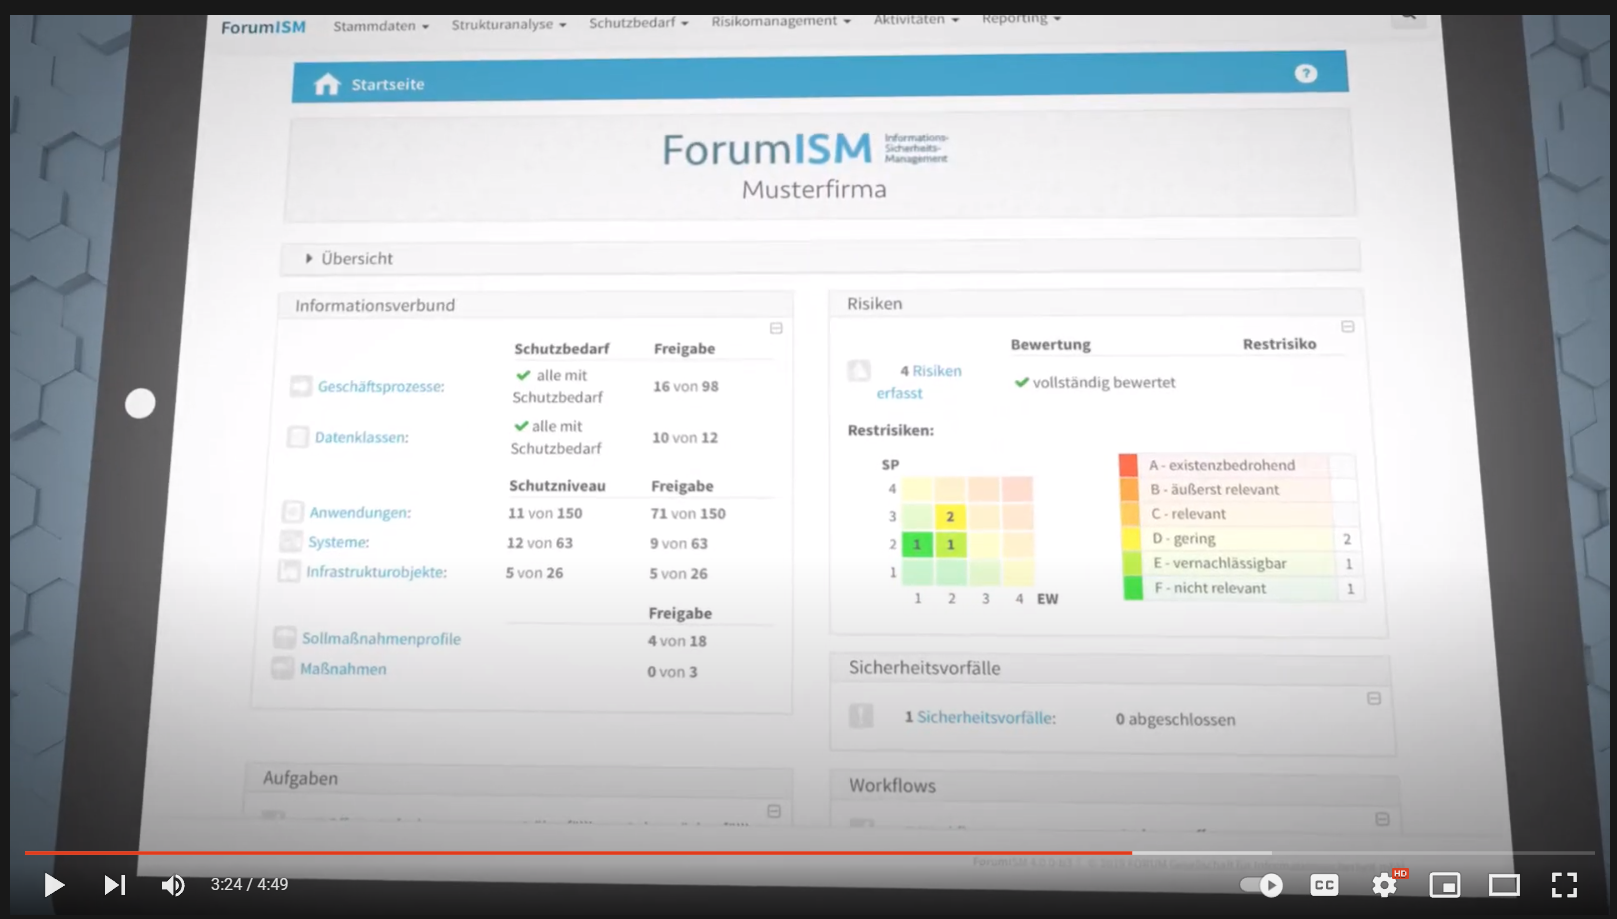 ForumISM Stammdaten Strukturanalyse Schutzbedarf Risikomanagement Aktivitäten Reporting
Startseite ?
ForumISM Informations-
Sicherheits-
Management
Musterfirma
Übersicht
Informationsverbund
Schutzbedarf Freigabe
Geschäftsprozesse: alle mit Schutzbedarf 16 von 98
Datenklassen: alle mit Schutzbedarf 10 von 12
Schutzniveau Freigabe
Anwendungen: 11 von 150 71 von 150
Systeme: 12 von 63 9 von 63
Infrastrukturobjekte: 5 von 26 5 von 26
Freigabe
Sollmaßnahmenprofile 4 von 18
Maßnahmen 0 von 3
Risiken
Bewertung Restrisiko
4 Risiken erfasst vollständig bewertet
Restrisiken:
SP
4
3 2
2 1 1
1
1 2 3 4 EW
A - existenzbedrohend
B - äußerst relevant
C - relevant
D - gering 2
E - vernachlässigbar 1
F - nicht relevant 1
Sicherheitsvorfälle
1 Sicherheitsvorfälle: 0 abgeschlossen
Aufgaben
Workflows
3:24 / 4:49 CC HD